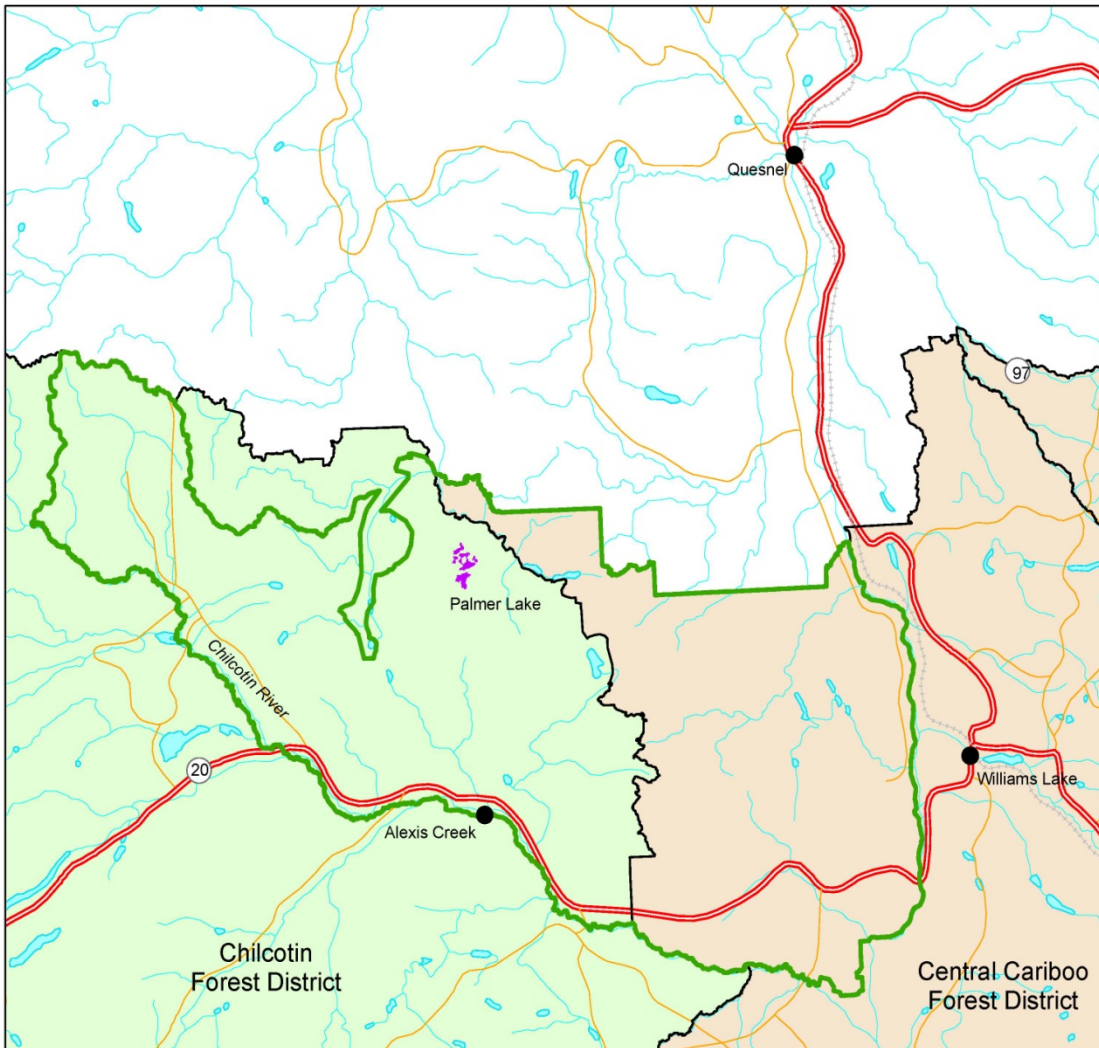 Quesnel
97
Palmer Lake
Chilcotin River
20
Williams Lake
Alexis Creek
Chilcotin
Forest District
Central Cariboo
Forest District